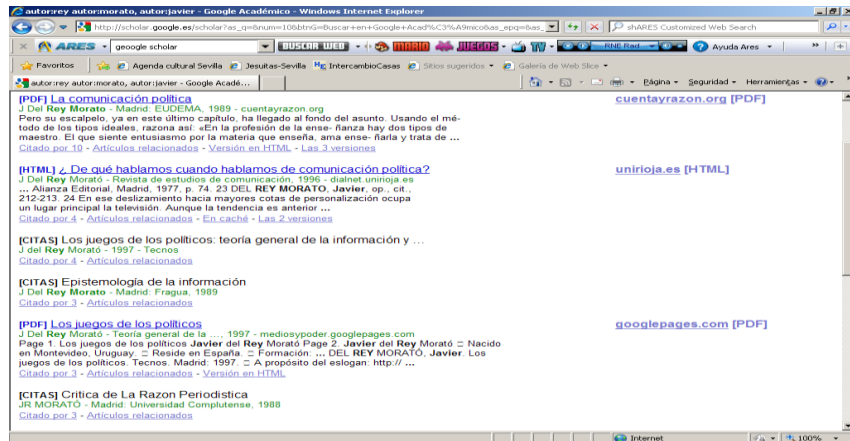 autor:rey autor:morato, autor:javier - Google Académico - Windows Internet Explorer
http://scholar.google.es/scholar?as_q=&num=10&btnG=Buscar+en+Google+Acad%C3%A9mico&as_epq=&as_
shARES Customized Web Search
ARES
geoogle scholar
BUSCAR WEB
MARIO
JUEGOS
TV
RNE Rad
Ayuda Ares
Favoritos
Agenda cultural Sevilla
Jesuitas-Sevilla
IntercambioCasas
Sitios sugeridos
Galería de Web Slice
autor:rey autor:morato, autor:javier - Google Acadé...
Página
Seguridad
Herramientas
[PDF] La comunicación política
cuentayrazon.org [PDF]
J Del Rey Morato - Madrid: EUDEMA, 1989 - cuentayrazon.org
Pero su escalpelo, ya en este último capítulo, ha llegado al fondo del asunto. Usando el mé-
todo de los tipos ideales, razona así: «En la profesión de la ense- ñanza hay dos tipos de
maestro. El que siente entusiasmo por la materia que enseña, ama ense- ñarla y trata de ...
Citado por 10 - Artículos relacionados - Versión en HTML - Las 3 versiones
[HTML] ¿ De qué hablamos cuando hablamos de comunicación política?
unirioja.es [HTML]
J Del Rey Morató - Revista de estudios de comunicación, 1996 - dialnet.unirioja.es
... Alianza Editorial, Madrid, 1977, p. 74. 23 DEL REY MORATO, Javier, op., cit.,
212-213. 24 En ese deslizamiento hacia mayores cotas de personalización ocupa
un lugar principal la televisión. Aunque la tendencia es anterior ...
Citado por 4 - Artículos relacionados - En caché - Las 2 versiones
[CITAS] Los juegos de los políticos: teoría general de la información y ...
J del Rey Morató - 1997 - Tecnos
Citado por 4 - Artículos relacionados
[CITAS] Epistemología de la información
J Del Rey Morató - Madrid: Fragua, 1989
Citado por 3 - Artículos relacionados
[PDF] Los juegos de los políticos
googlepages.com [PDF]
J Del Rey Morató - Teoría general de la ..., 1997 - mediosypoder.googlepages.com
Page 1. Los juegos de los políticos Javier del Rey Morató Page 2. Javier del Rey Morató □ Nacido
en Montevideo, Uruguay. □ Reside en España. □ Formación: ... DEL REY MORATÓ, Javier. Los
juegos de los políticos. Tecnos. Madrid: 1997. □ A propósito del eslogan: http:// ...
Citado por 3 - Artículos relacionados - Versión en HTML
[CITAS] Critica de La Razon Periodistica
JR MORATÓ - Madrid: Universidad Complutense, 1988
Citado por 3 - Artículos relacionados
Internet
100%